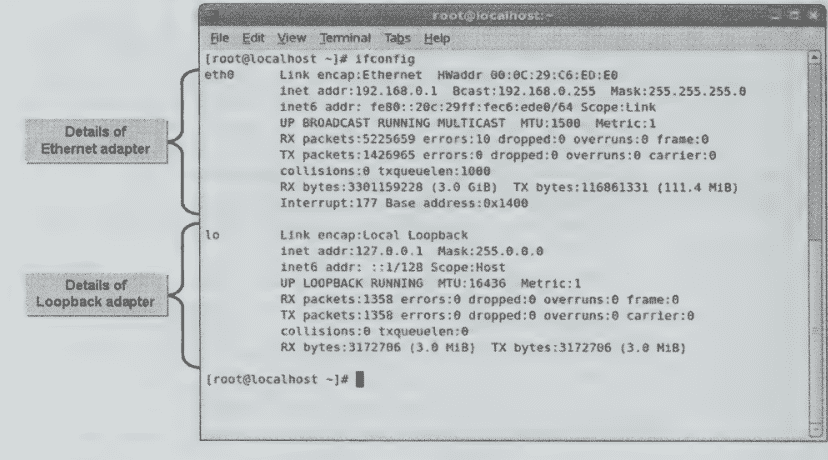 root@localhost:~
File Edit View Terminal Tabs Help
[root@localhost ~]# ifconfig
eth0 Link encap:Ethernet HWaddr 00:0C:29:C6:ED:E0
inet addr:192.168.0.1 Bcast:192.168.0.255 Mask:255.255.255.0
inet6 addr: fe80::20c:29ff:fec6:ede0/64 Scope:Link
UP BROADCAST RUNNING MULTICAST MTU:1500 Metric:1
RX packets:5225659 errors:10 dropped:0 overruns:0 frame:0
TX packets:1426965 errors:0 dropped:0 overruns:0 carrier:0
collisions:0 txqueuelen:1000
RX bytes:3301159228 (3.0 GiB) TX bytes:116861331 (111.4 MiB)
Interrupt:177 Base address:0x1400
Details of
Ethernet adapter
lo Link encap:Local Loopback
inet addr:127.0.0.1 Mask:255.0.0.0
inet6 addr: ::1/128 Scope:Host
UP LOOPBACK RUNNING MTU:16436 Metric:1
RX packets:1358 errors:0 dropped:0 overruns:0 frame:0
TX packets:1358 errors:0 dropped:0 overruns:0 carrier:0
collisions:0 txqueuelen:0
RX bytes:3172706 (3.0 MiB) TX bytes:3172706 (3.0 MiB)
Details of
Loopback adapter
[root@localhost ~]#